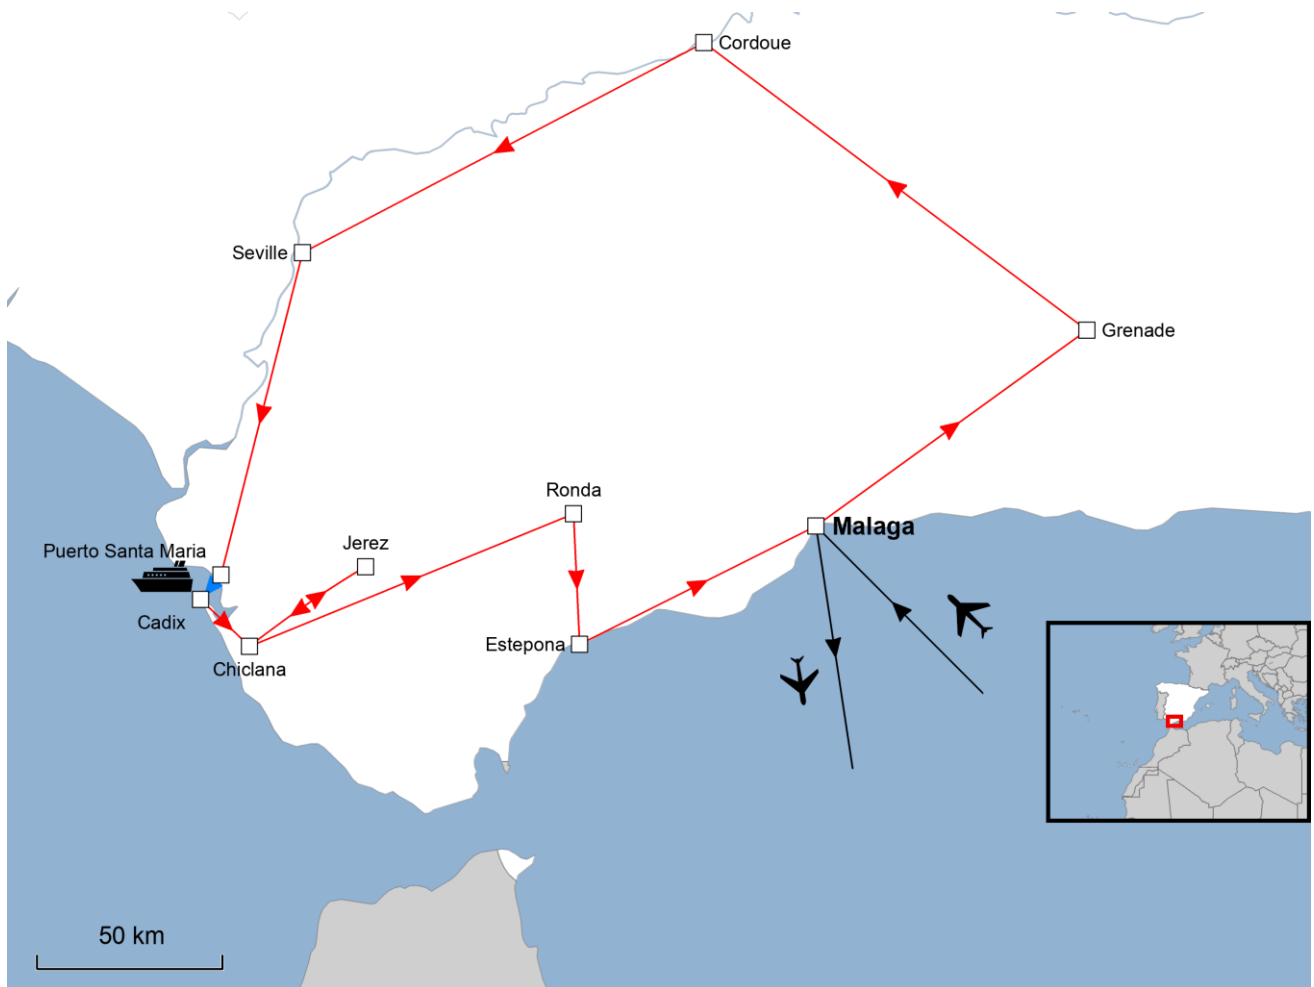 Cordoue
Seville
Grenade
Ronda
Malaga
Jerez
Puerto Santa Maria
Cadix
Estepona
Chiclana
50 km